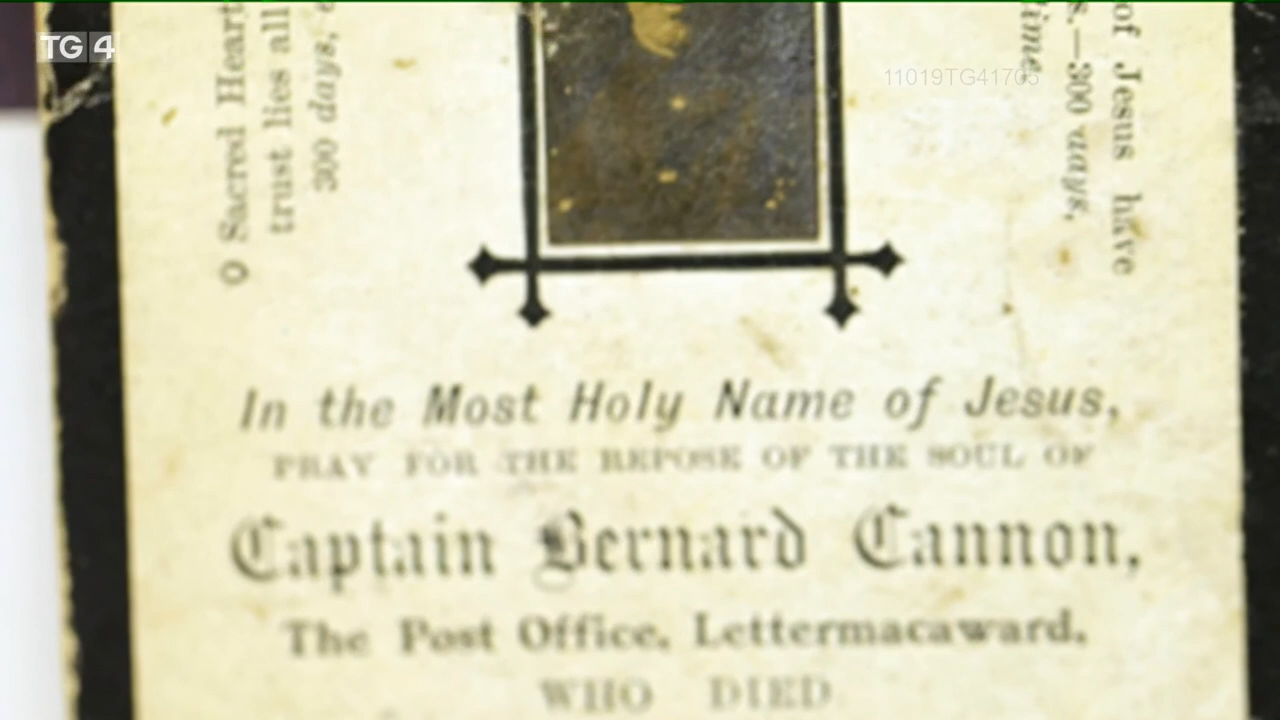 TG4
11019TG41705
O Sacred Heart
trust lies all
300 days,
of Jesus have
s.—300 days,
time.
In the Most Holy Name of Jesus,
PRAY FOR THE REPOSE OF THE SOUL OF
Captain Bernard Cannon,
The Post Office, Lettermacaward,
WHO DIED